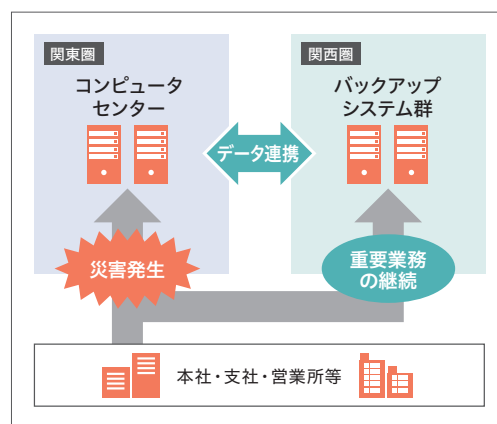 関東圏
コンピュータ
センター
関西圏
バックアップ
システム群
データ連携
災害発生
重要業務
の継続
本社・支社・営業所等